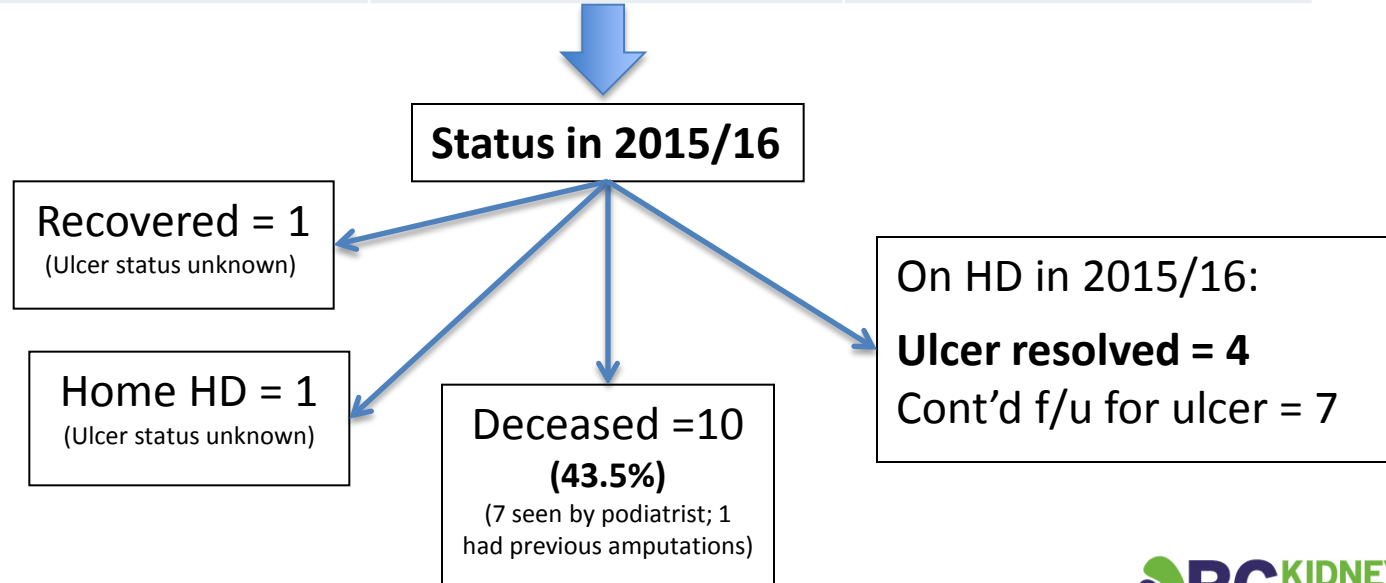 Status in 2015/16
Recovered = 1
(Ulcer status unknown)
Home HD = 1
(Ulcer status unknown)
Deceased =10
(43.5%)
(7 seen by podiatrist; 1
had previous amputations)
On HD in 2015/16:
Ulcer resolved = 4
Cont’d f/u for ulcer = 7
BC KIDNEY